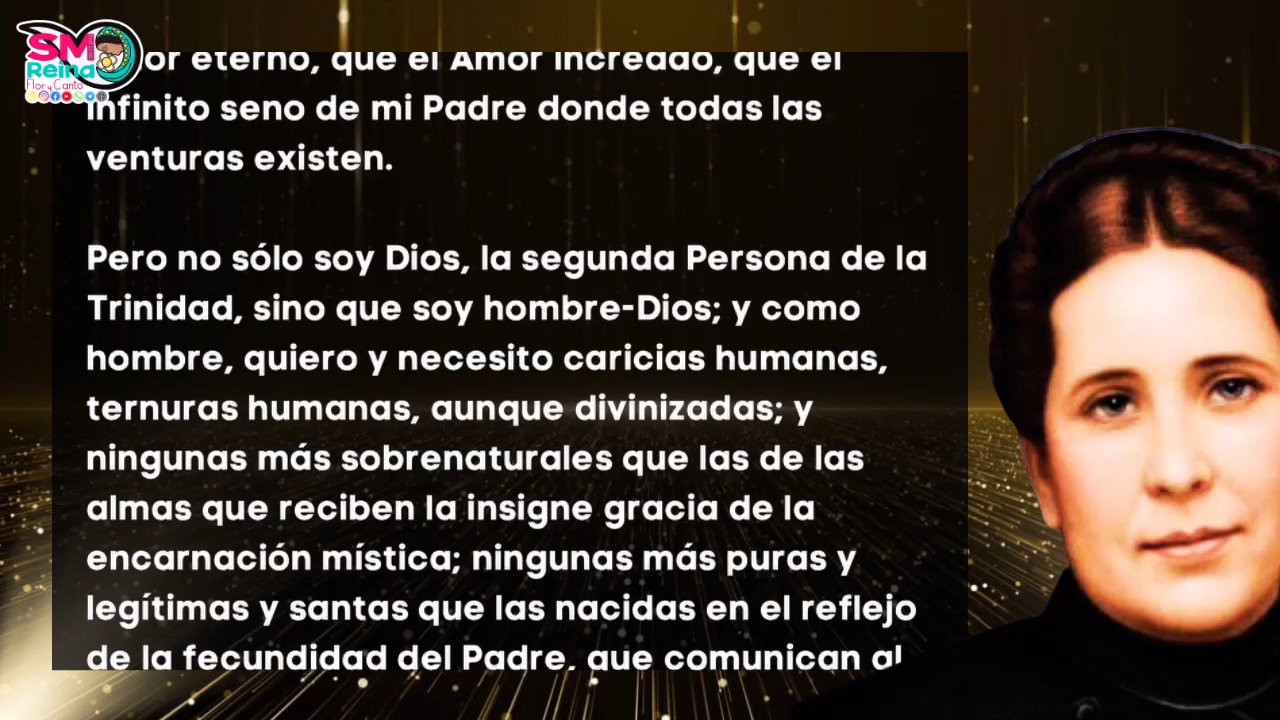 SM
Reina
Flor y Canto
or eterno, que el Amor increado, que el
infinito seno de mi Padre donde todas las
venturas existen.
Pero no sólo soy Dios, la segunda Persona de la
Trinidad, sino que soy hombre-Dios; y como
hombre, quiero y necesito caricias humanas,
ternuras humanas, aunque divinizadas; y
ningunas más sobrenaturales que las de las
almas que reciben la insigne gracia de la
encarnación mística; ningunas más puras y
legítimas y santas que las nacidas en el reflejo
de la fecundidad del Padre, que comunican al